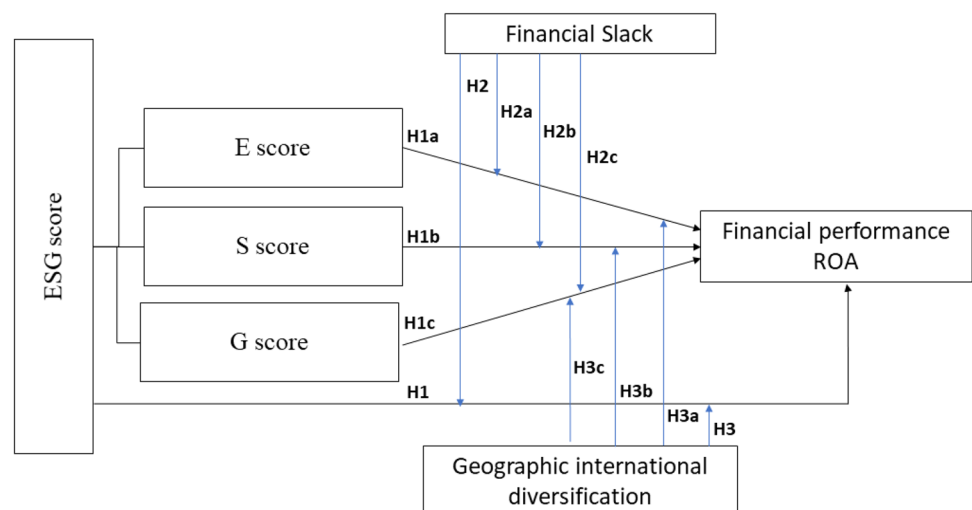 Financial Slack
H2
H2a
H2b
H2c
ESG score
E score
H1a
S score
H1b
G score
H1c
Financial performance
ROA
H1
H3c
H3b
H3a
H3
Geographic international
diversification